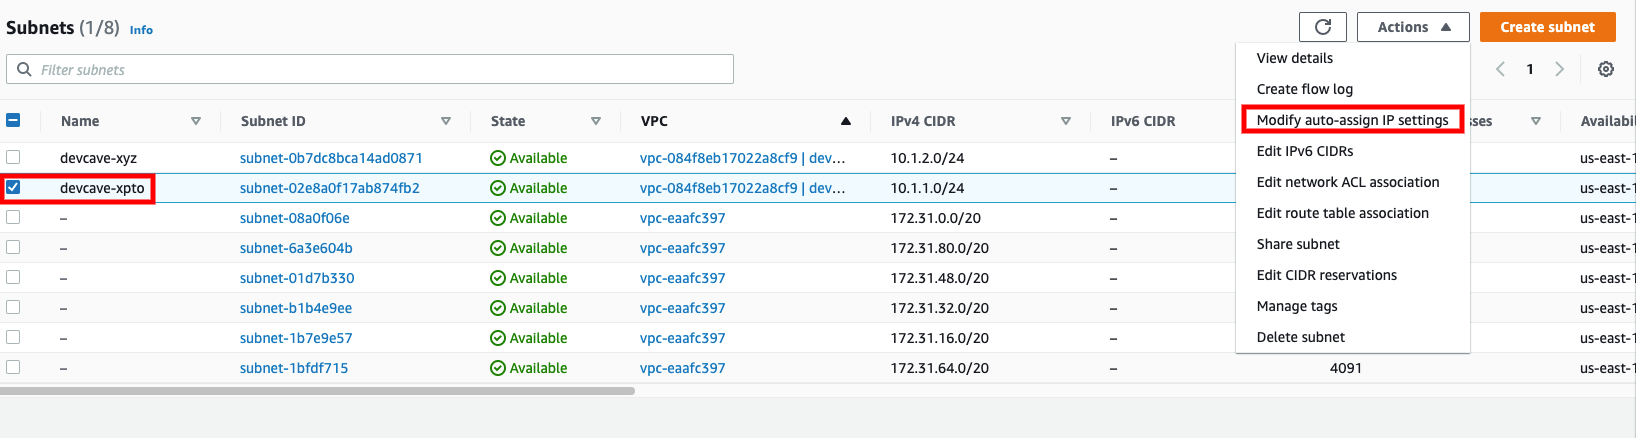 Subnets (1/8) Info
Actions
Create subnet
Filter subnets
1
View details
Create flow log
Modify auto-assign IP settings
Edit IPv6 CIDRs
Edit network ACL association
Edit route table association
Share subnet
Edit CIDR reservations
Manage tags
Delete subnet
Name Subnet ID State VPC IPv4 CIDR IPv6 CIDR sses Availabi
devcave-xyz subnet-0b7dc8bca14ad0871 Available vpc-084f8eb17022a8cf9 | dev... 10.1.2.0/24 – us-east-1
devcave-xpto subnet-02e8a0f17ab874fb2 Available vpc-084f8eb17022a8cf9 | dev... 10.1.1.0/24 – us-east-1
– subnet-08a0f06e Available vpc-eaafc397 172.31.0.0/20 – us-east-1
– subnet-6a3e604b Available vpc-eaafc397 172.31.80.0/20 – us-east-1
– subnet-01d7b330 Available vpc-eaafc397 172.31.48.0/20 – us-east-1
– subnet-b1b4e9ee Available vpc-eaafc397 172.31.32.0/20 – us-east-1
– subnet-1b7e9e57 Available vpc-eaafc397 172.31.16.0/20 – us-east-1
– subnet-1bfdf715 Available vpc-eaafc397 172.31.64.0/20 – 4091 us-east-1